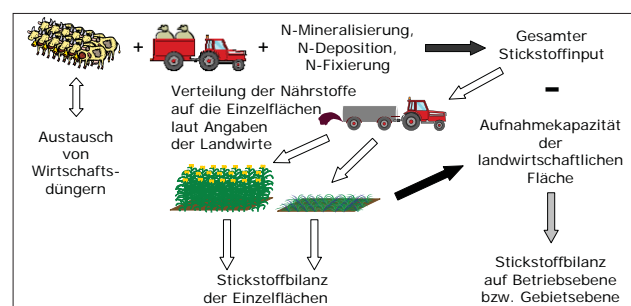 +
+
N-Mineralisierung,
N-Deposition,
N-Fixierung
Gesamter
Stickstoffinput
-
Verteilung der Nährstoffe
auf die Einzelflächen
laut Angaben
der Landwirte
Austausch
von
Wirtschafts-
düngern
Aufnahmekapazität
der
landwirtschaftlichen
Fläche
Stickstoffbilanz
der Einzelflächen
Stickstoffbilanz
auf Betriebsebene
bzw. Gebietsebene